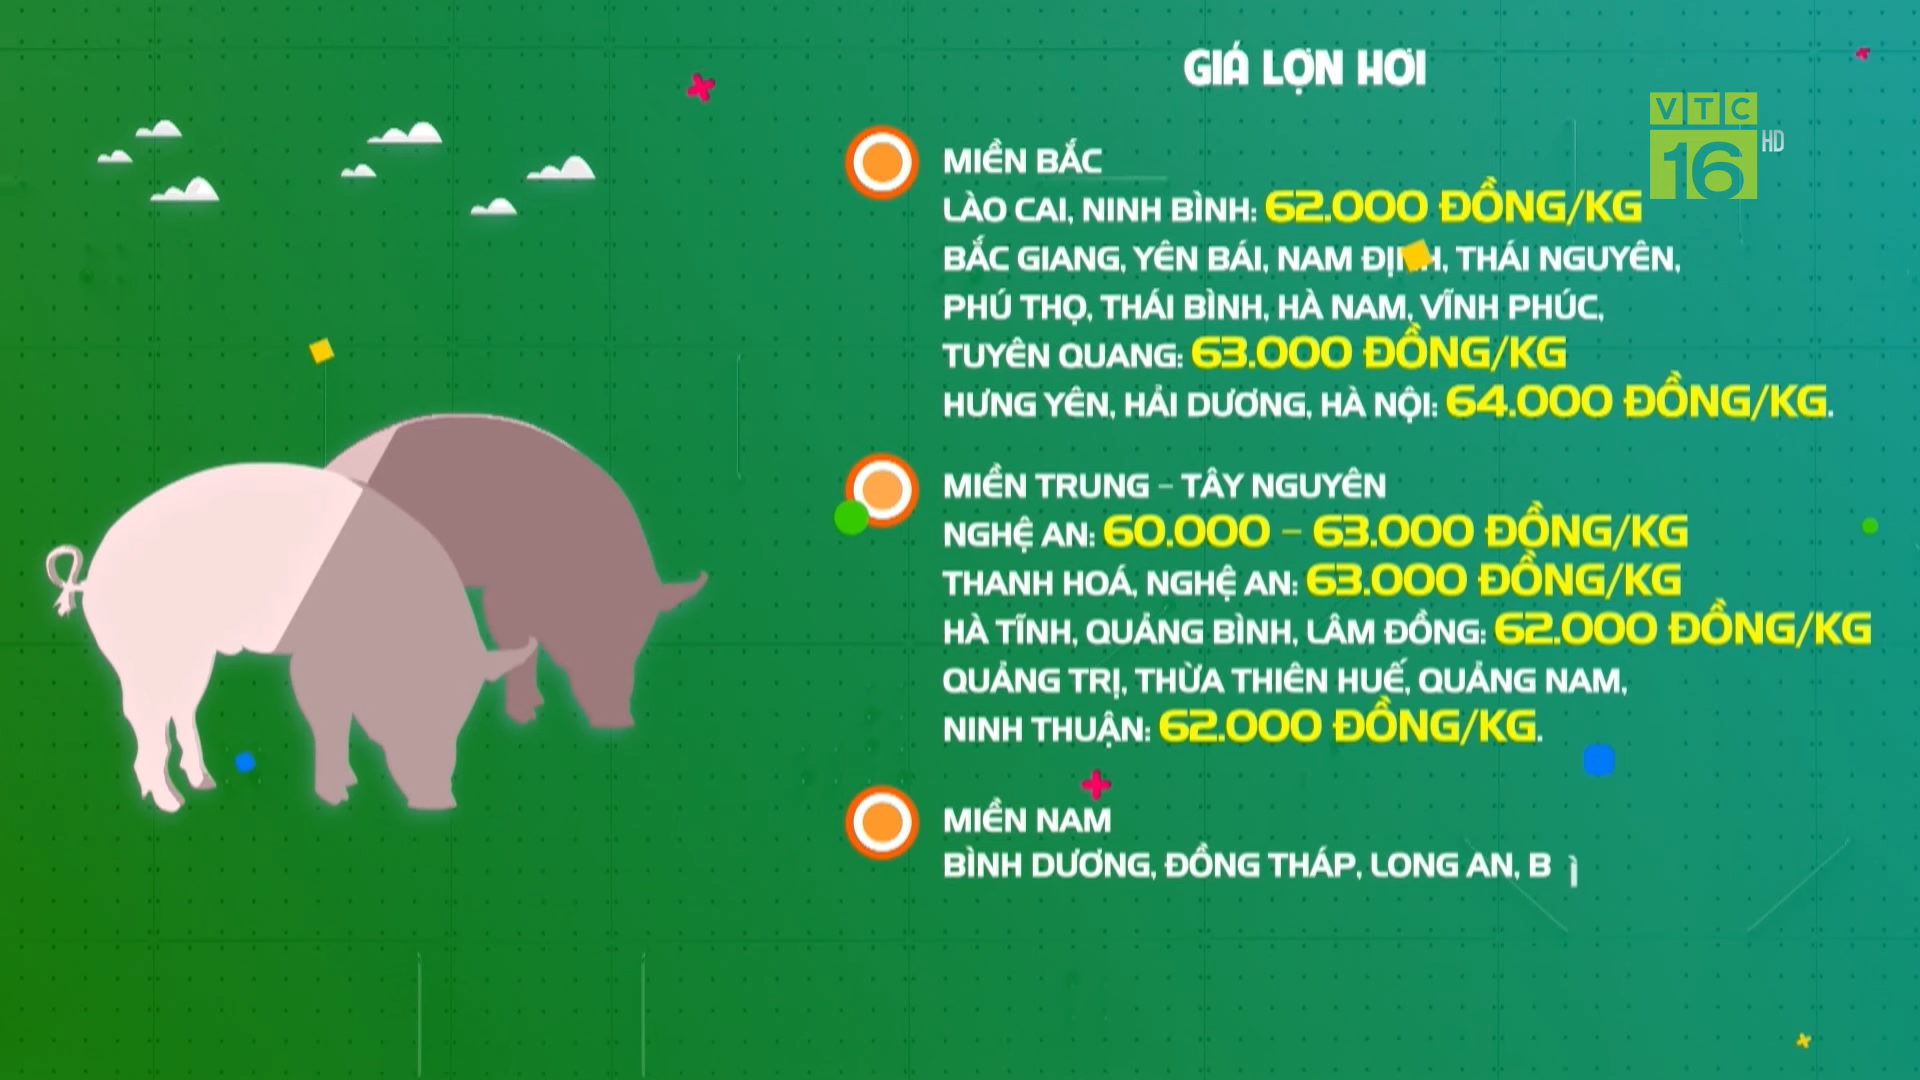 GIÁ LỢN HƠI
VTC
16 HD
MIỀN BẮC
LÀO CAI, NINH BÌNH: 62.000 ĐỒNG/KG
BẮC GIANG, YÊN BÁI, NAM ĐỊNH, THÁI NGUYÊN,
PHÚ THỌ, THÁI BÌNH, HÀ NAM, VĨNH PHÚC,
TUYÊN QUANG: 63.000 ĐỒNG/KG
HƯNG YÊN, HẢI DƯƠNG, HÀ NỘI: 64.000 ĐỒNG/KG.
MIỀN TRUNG - TÂY NGUYÊN
NGHỆ AN: 60.000 - 63.000 ĐỒNG/KG
THANH HOÁ, NGHỆ AN: 63.000 ĐỒNG/KG
HÀ TĨNH, QUẢNG BÌNH, LÂM ĐỒNG: 62.000 ĐỒNG/KG
QUẢNG TRỊ, THỪA THIÊN HUẾ, QUẢNG NAM,
NINH THUẬN: 62.000 ĐỒNG/KG.
MIỀN NAM
BÌNH DƯƠNG, ĐỒNG THÁP, LONG AN, B Ì